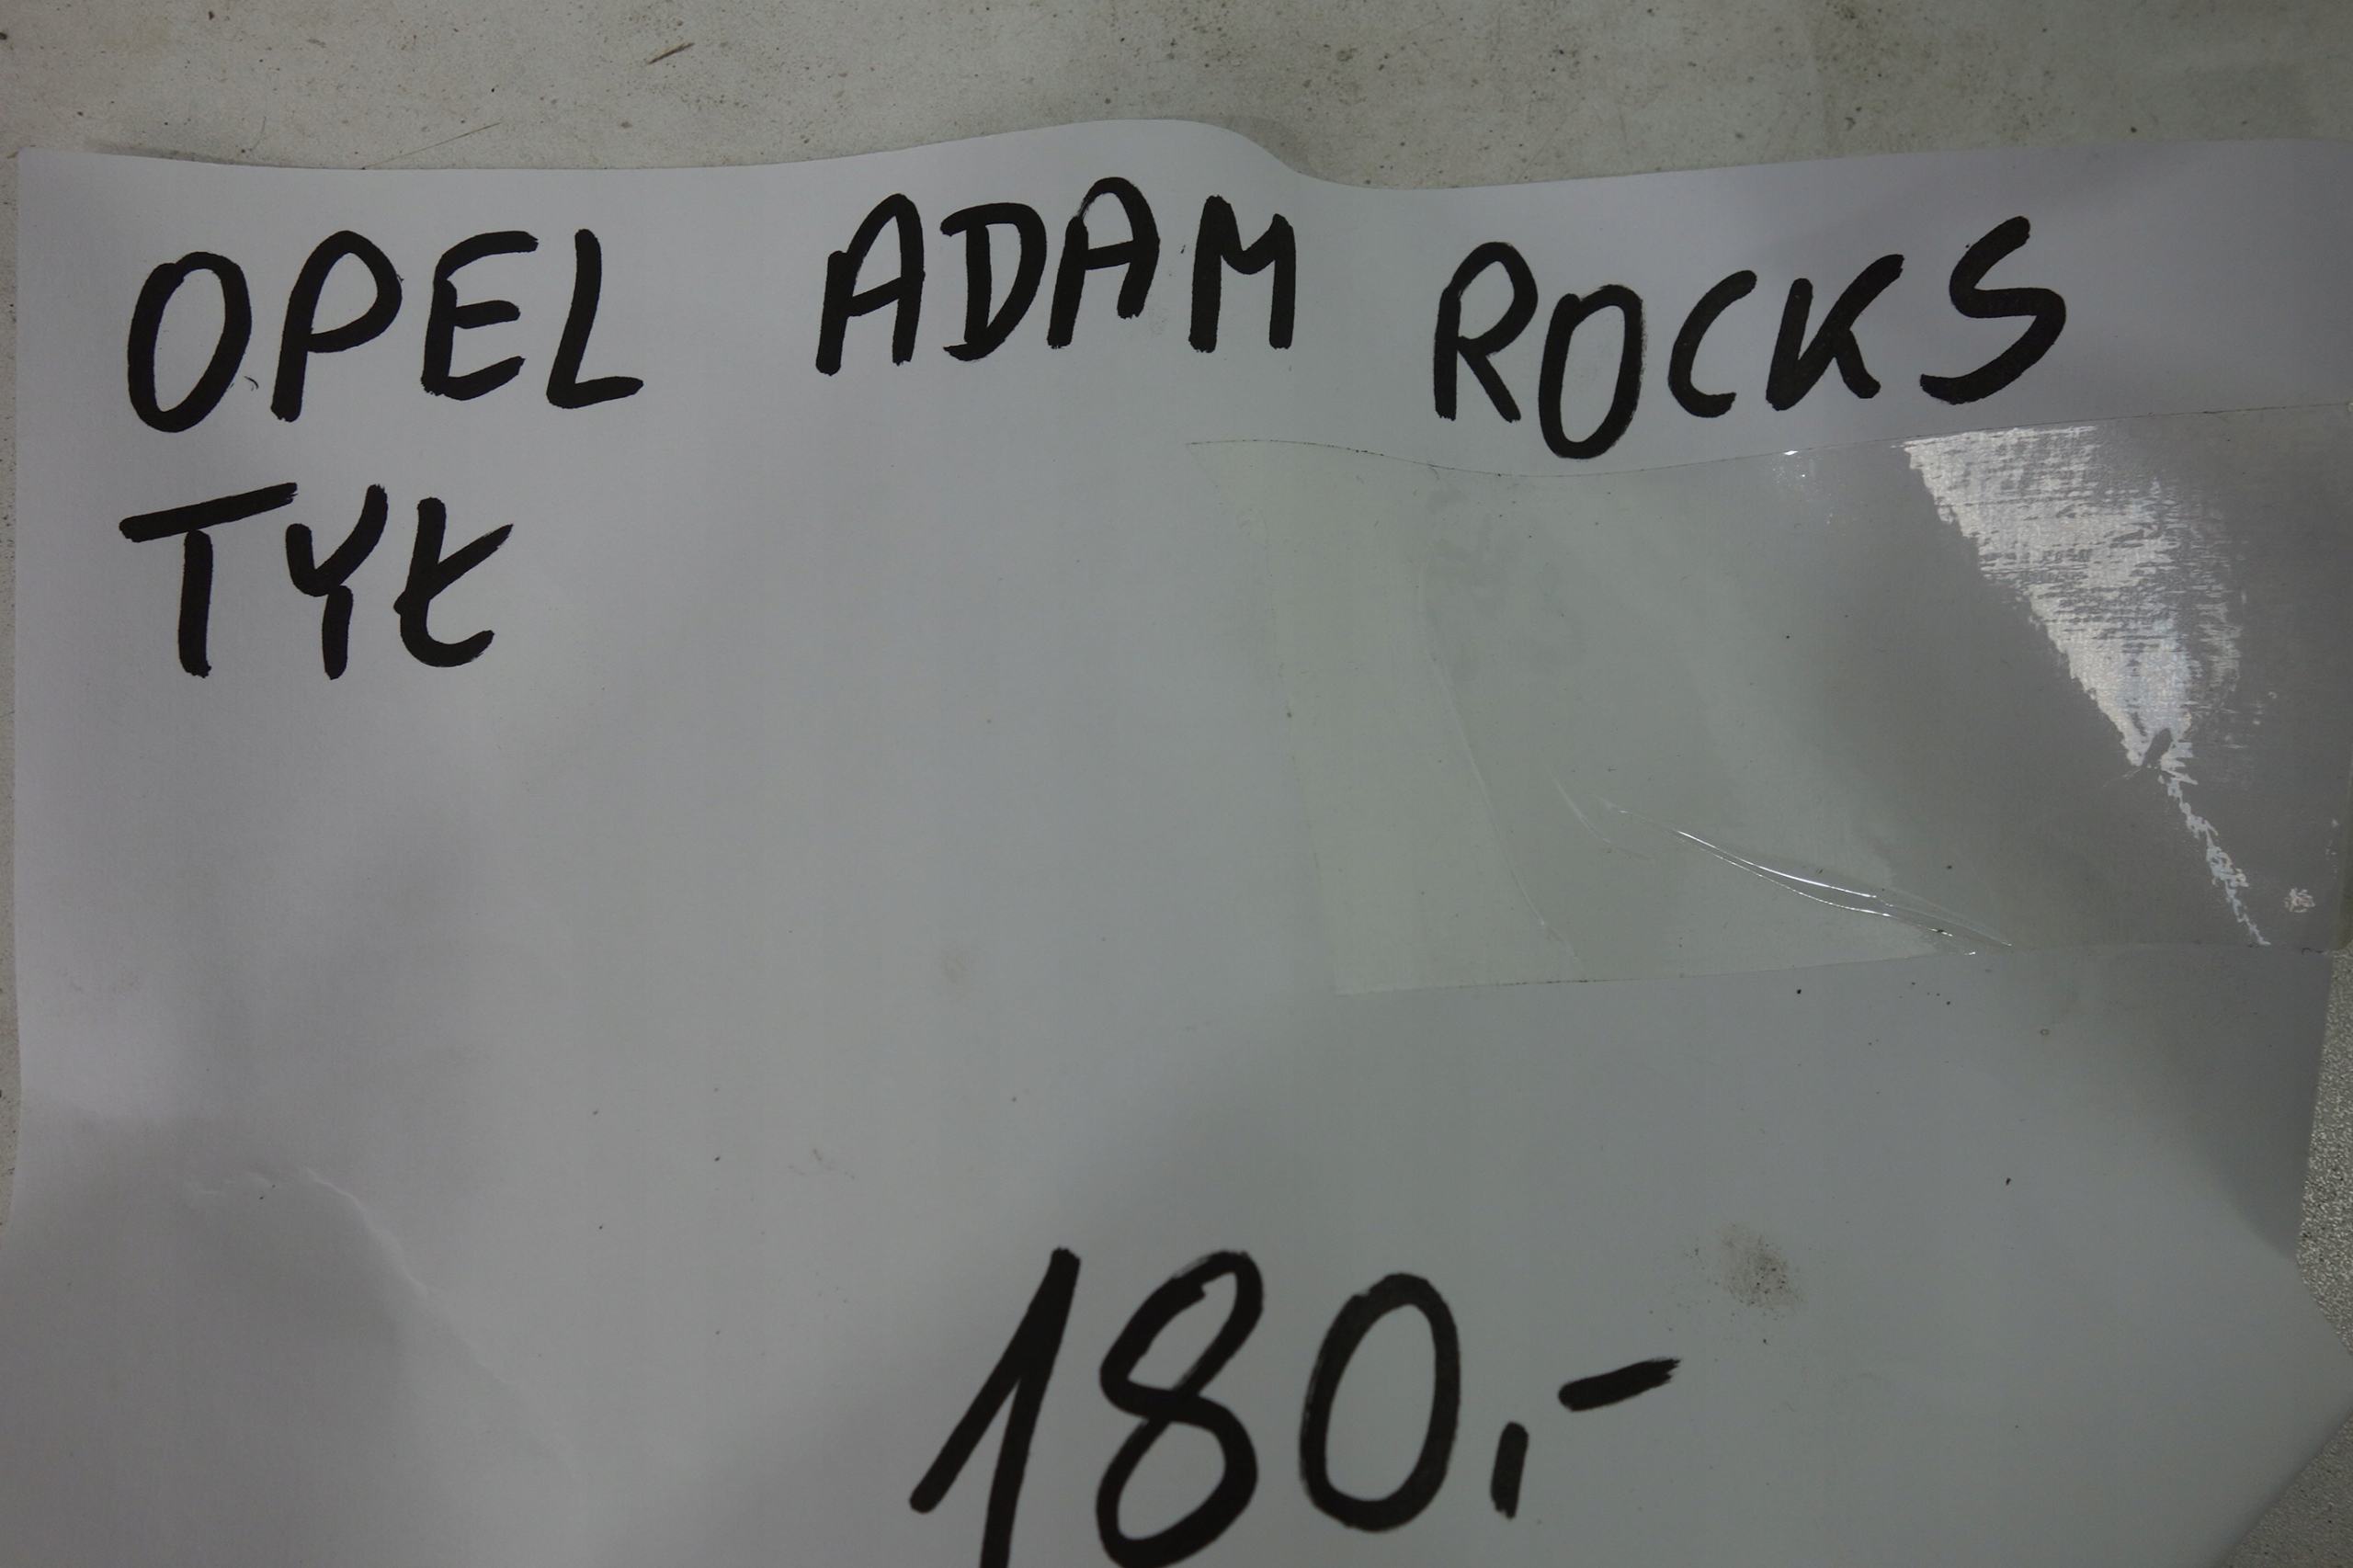 OPEL ADAM ROCKS
TYŁ
180,-